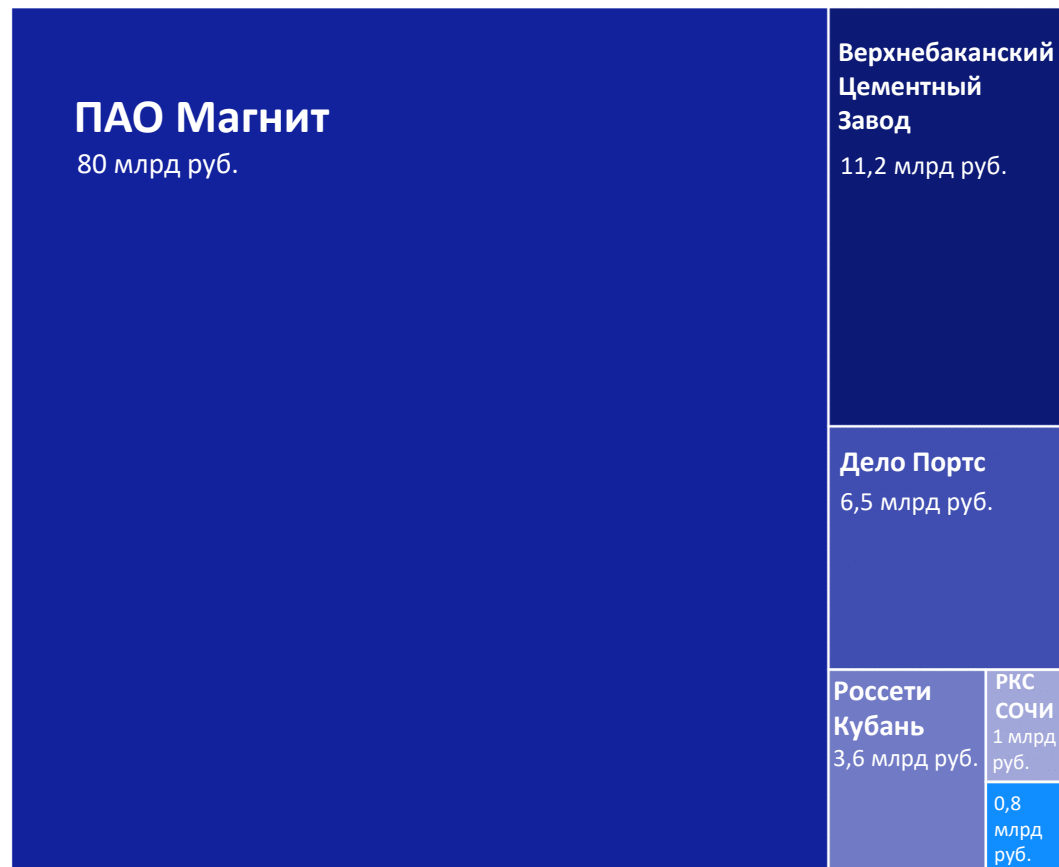 ПАО Магнит
80 млрд руб.
Верхнебаканский
Цементный
Завод
11,2 млрд руб.
Дело Портс
6,5 млрд руб.
Россети
Кубань
3,6 млрд руб.
РКС
СОЧИ
1 млрд
руб.
0,8
млрд
руб.